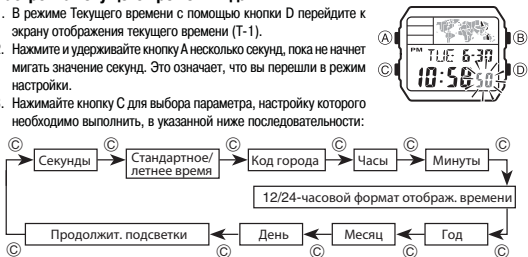 . В режиме Текущего времени с помощью кнопки D перейдите к
экрану отображения текущего времени (Т-1).
. Нажмите и удерживайте кнопку А несколько секунд, пока не начнет
мигать значение секунд. Это означает, что вы перешли в режим
настройки.
. Нажимайте кнопку С для выбора параметра, настройку которого
необходимо выполнить, в указанной ниже последовательности:
A B
C D
PM TUE 6-30
10:58 50
C C C C C
Секунды Стандартное/ Код города Часы Минуты
летнее время
12/24-часовой формат отображ. времени
Продолжит. подсветки День Месяц Год
C C C C C